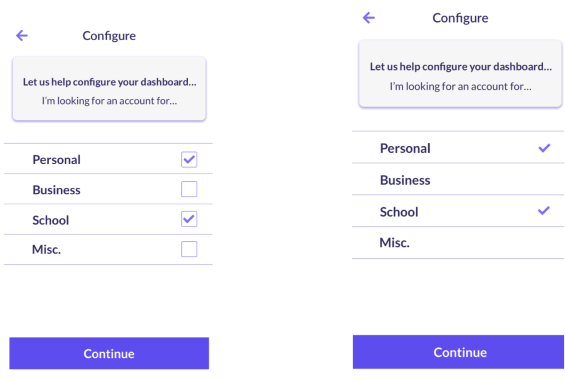 Configure
Let us help configure your dashboard...
I'm looking for an account for...
Personal
Business
School
Misc.
Continue
Configure
Let us help configure your dashboard...
I'm looking for an account for...
Personal
Business
School
Misc.
Continue